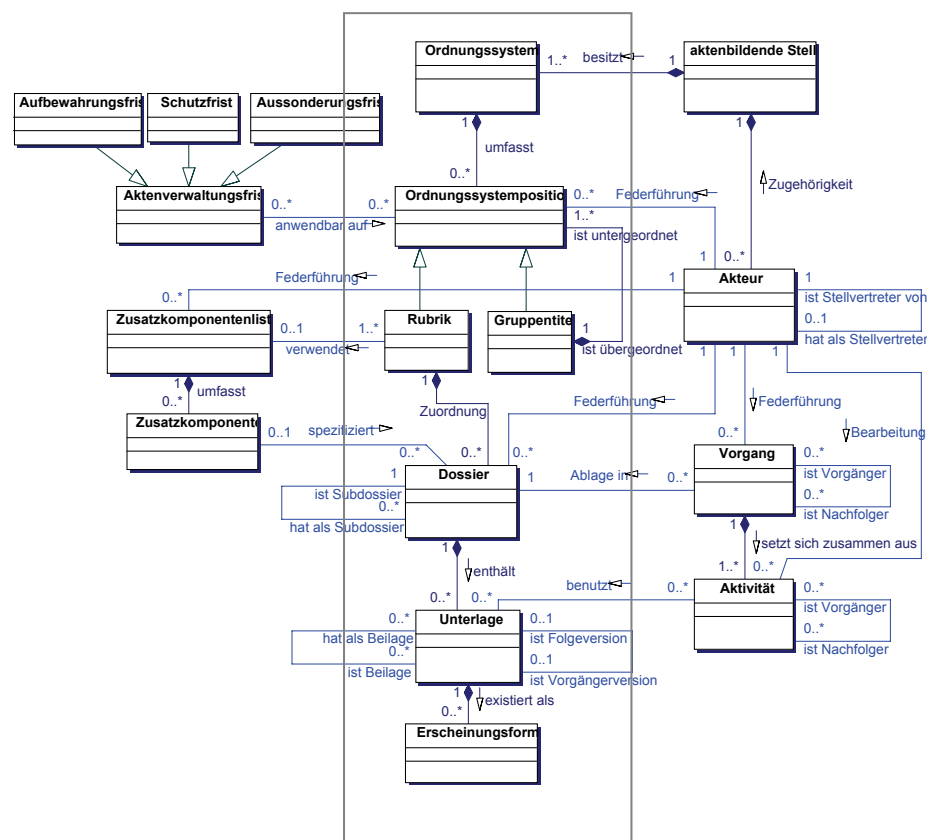 Ordnungssystem
aktenbildende Stell
1..*
besitzt
1
Aufbewahrungsfris
Schutzfrist
Aussonderungsfris
1
1
umfasst
Zugehörigkeit
0..*
Aktenverwaltungsfris
Ordnungssystempositio
0..*
0..*
anwendbar auf
0..*
Federführung
1..*
ist untergeordnet
1
0..*
Federführung
1
Akteur
1
ist Stellvertreter von
0..1
hat als Stellvertreter
0..*
Zusatzkomponentenlist
0..1
1..*
verwendet
Rubrik
Gruppentite
1
ist übergeordnet
1
1
1
1
umfasst
0..*
1
Zuordnung
Federführung
Federführung
Zusatzkomponente
0..1
spezifiziert
0..*
0..*
0..*
0..*
Bearbeitung
Dossier
1
ist Subdossier
0..*
hat als Subdossier
1
Ablage in
0..*
Vorgang
0..*
ist Vorgänger
0..*
ist Nachfolger
1
enthält
0..*
0..*
1
setzt sich zusammen aus
1..*
0..*
benutzt
0..*
Aktivität
0..*
ist Vorgänger
0..*
ist Nachfolger
Unterlage
0..*
hat als Beilage
0..*
ist Beilage
0..1
ist Folgeversion
0..1
ist Vorgängerversion
1
existiert als
0..*
Erscheinungsform